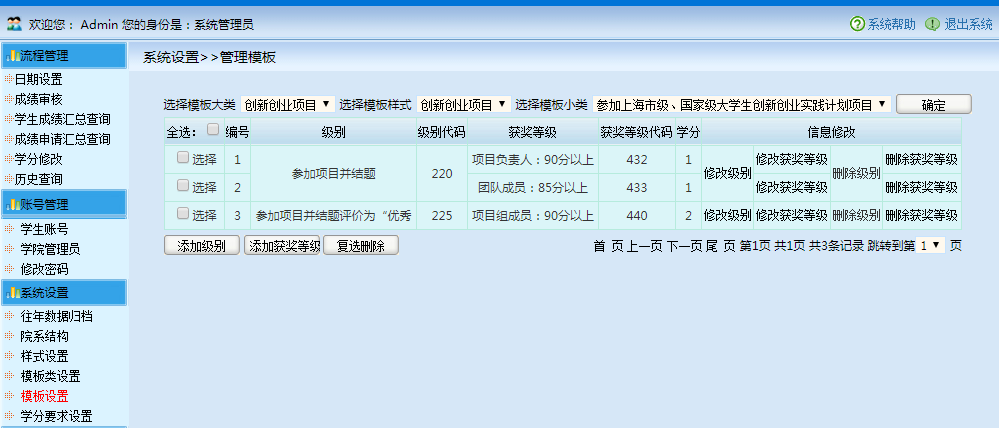 欢迎您： Admin 您的身份是：系统管理员
系统帮助 退出系统
流程管理
日期设置
成绩审核
学生成绩汇总查询
成绩申请汇总查询
学分修改
历史查询
账号管理
学生账号
学院管理员
修改密码
系统设置
往年数据归档
院系结构
样式设置
模板类设置
模板设置
学分要求设置
系统设置>>管理模板
选择模板大类 创新创业项目 选择模板样式 创新创业项目 选择模板小类 参加上海市级、国家级大学生创新创业实践计划项目 确定
全选： 编号 级别 级别代码 获奖等级 获奖等级代码 学分 信息修改
选择 1 参加项目并结题 220 项目负责人：90分以上 432 1 修改级别 修改获奖等级 删除级别 删除获奖等级
选择 2 团队成员：85分以上 433 1 修改获奖等级 删除获奖等级
选择 3 参加项目并结题评价为“优秀 225 项目组成员：90分以上 440 2 修改级别 修改获奖等级 删除级别 删除获奖等级
添加级别 添加获奖等级 复选删除 首 页 上一页 下一页 尾 页 第1页 共1页 共3条记录 跳转到第 1 页